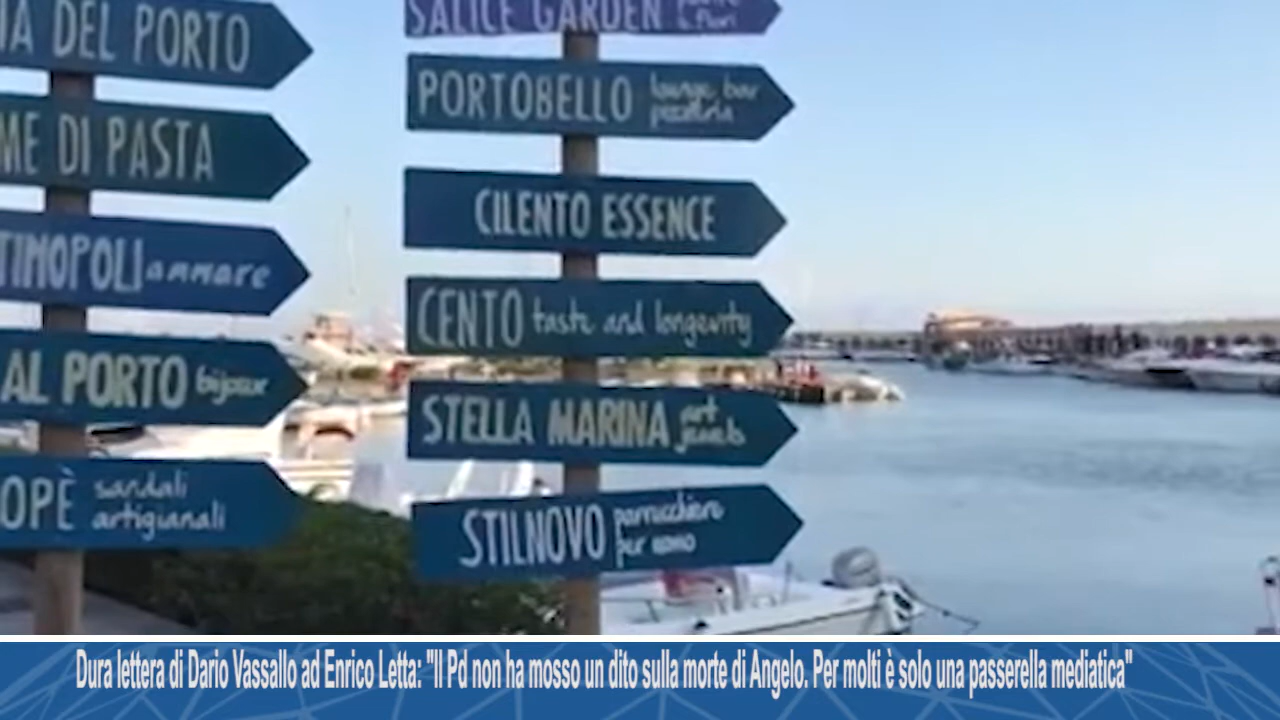 DEL PORTO
DI PASTA
TIMOPOLI ammare
AL PORTO bijoux
OPÈ sandali
artigianali
SALICE GARDEN
PORTOBELLO lounge bar
pizzeria
CILENTO ESSENCE
CENTO taste and longevity
STELLA MARINA art
jewels
STILNOVO parrucchiere
per uomo
Dura lettera di Dario Vassallo ad Enrico Letta: "Il Pd non ha mosso un dito sulla morte di Angelo. Per molti è solo una passerella mediatica"